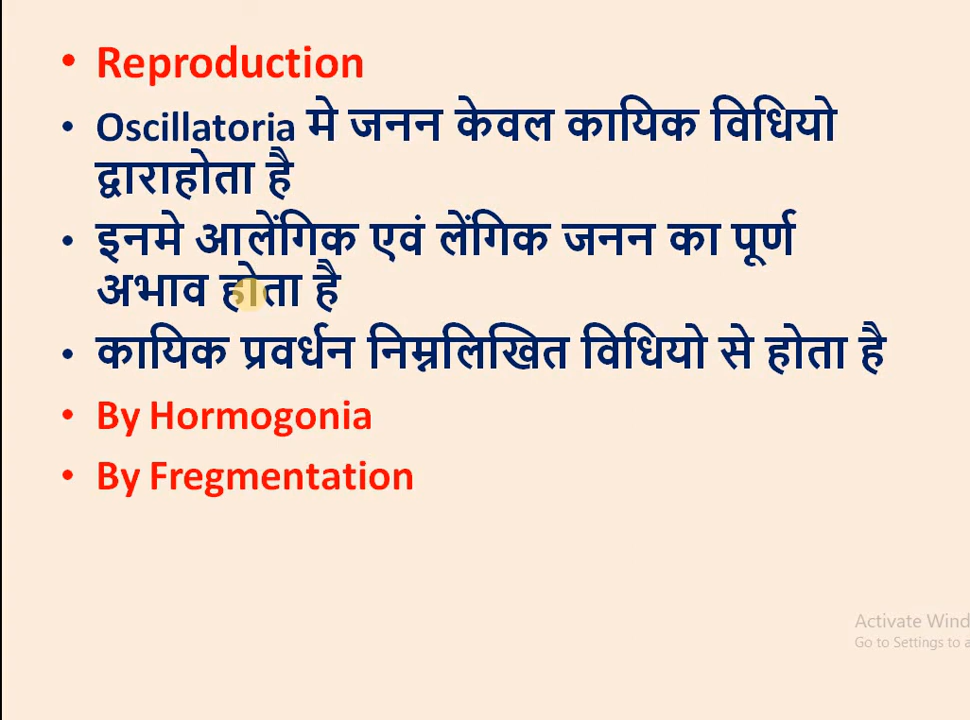 Reproduction
Oscillatoria मे जनन केवल कायिक विधियो
द्वाराहोता है
इनमे आलेंगिक एवं लेंगिक जनन का पूर्ण
अभाव होता है
कायिक प्रवर्धन निम्नलिखित विधियो से होता है
By Hormogonia
By Fregmentation
Activate Wind
Go to Settings to a